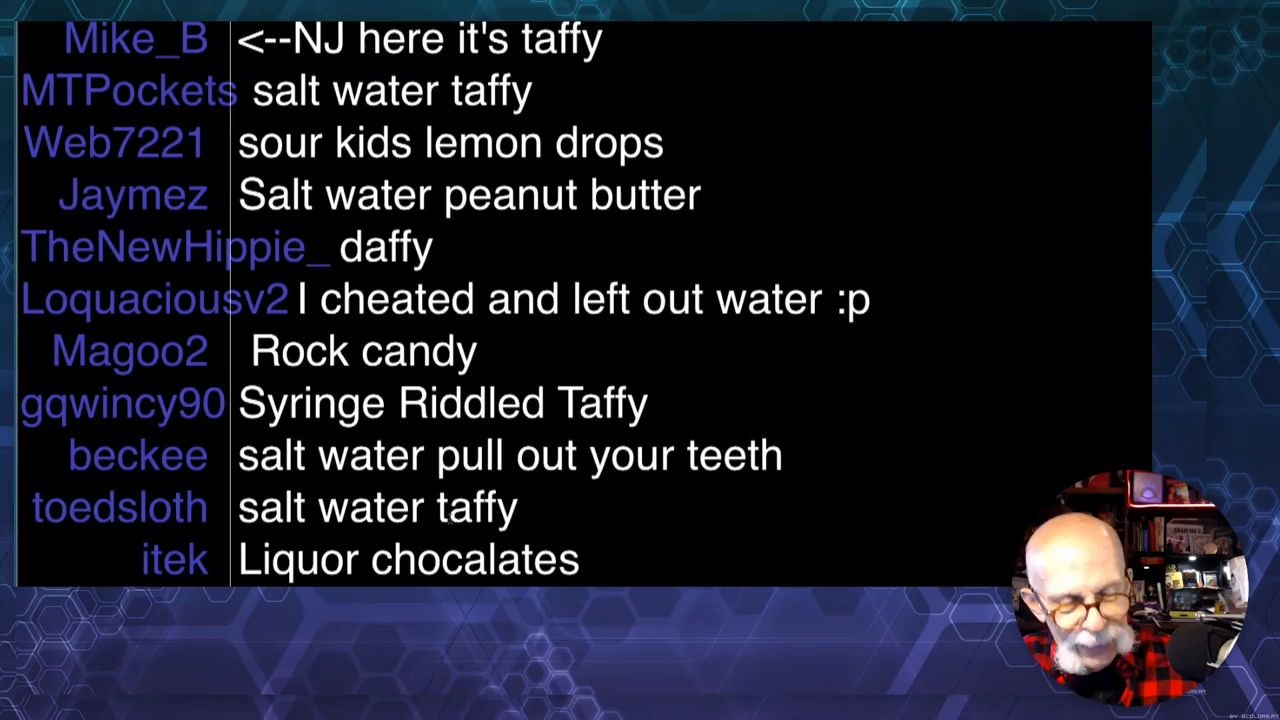 Mike_B <--NJ here it's taffy
MTPockets salt water taffy
Web7221 sour kids lemon drops
Jaymez Salt water peanut butter
TheNewHippie_ daffy
Loquaciousv2 I cheated and left out water :p
Magoo2 Rock candy
gqwincy90 Syringe Riddled Taffy
beckee salt water pull out your teeth
toedsloth salt water taffy
itek Liquor chocalates